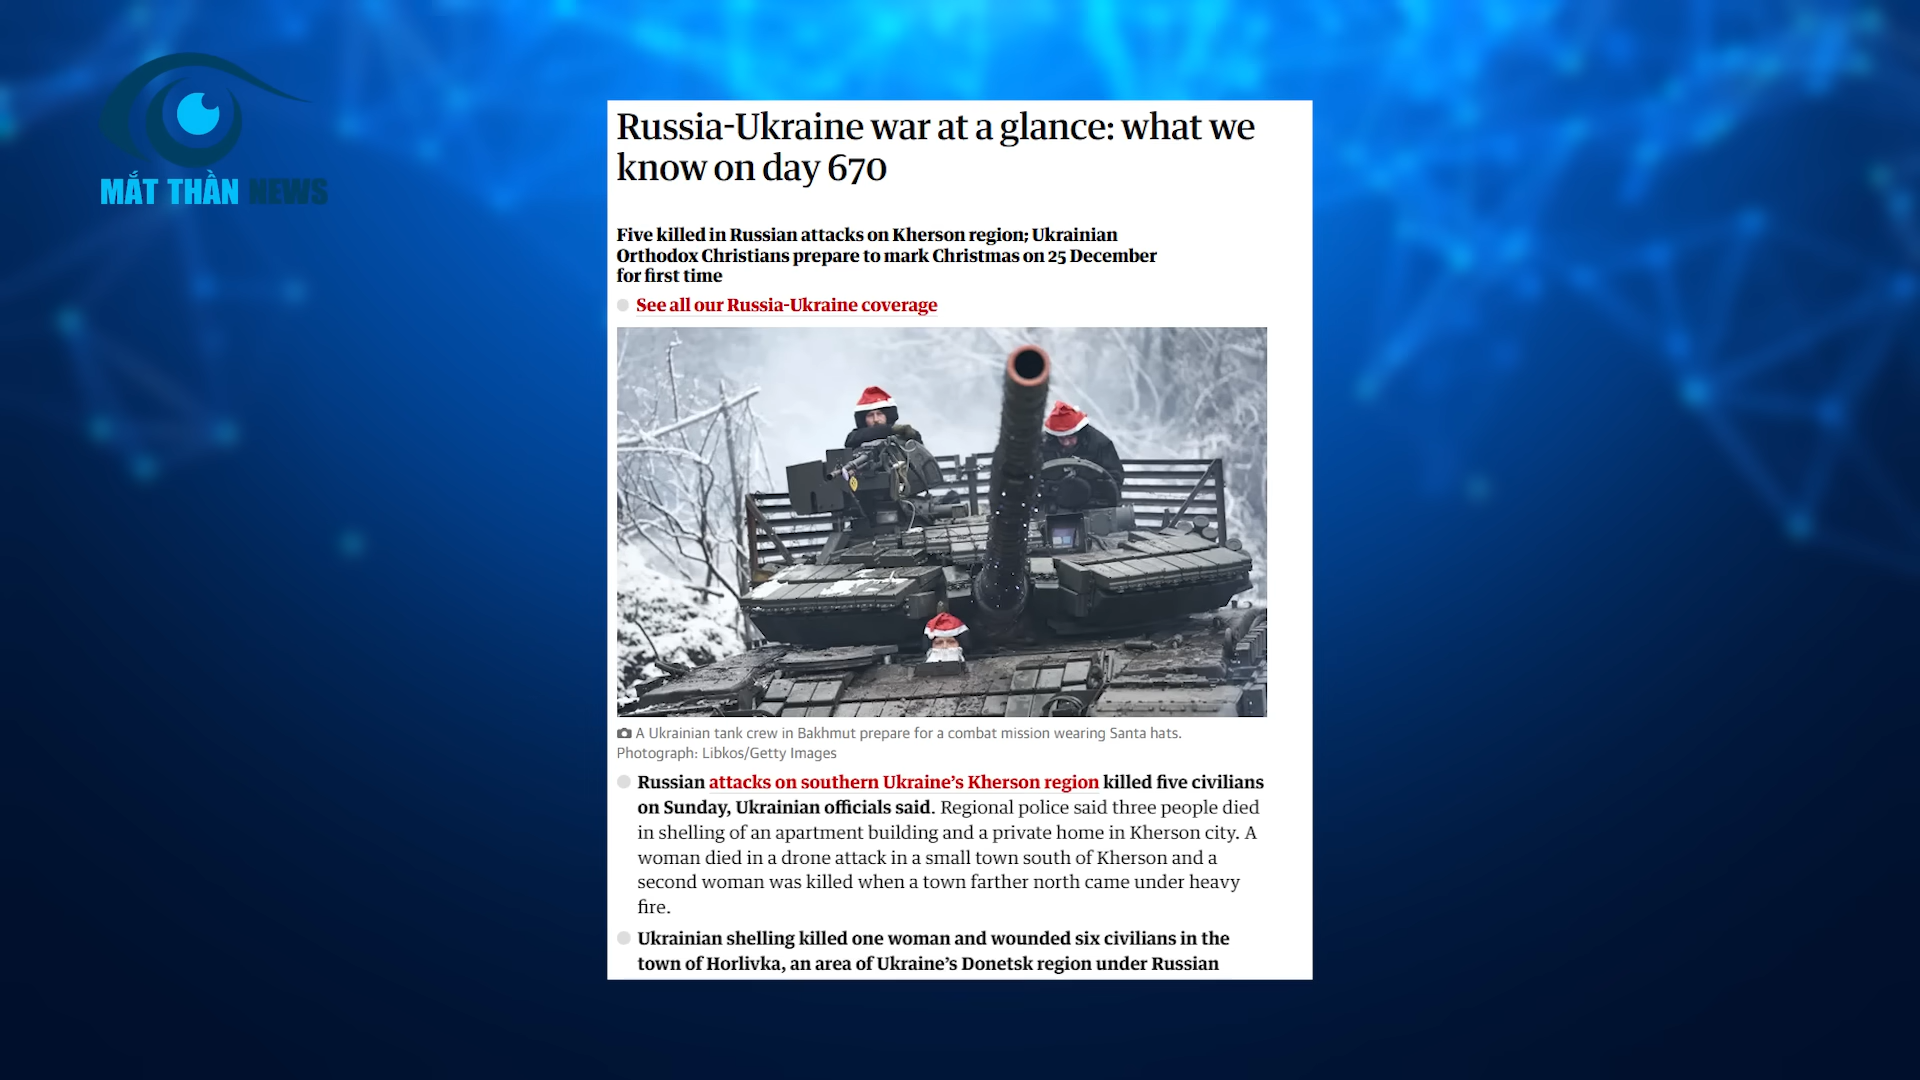 MẮT THẦN NEWS
Russia-Ukraine war at a glance: what we
know on day 670
Five killed in Russian attacks on Kherson region; Ukrainian
Orthodox Christians prepare to mark Christmas on 25 December
for first time
See all our Russia-Ukraine coverage
A Ukrainian tank crew in Bakhmut prepare for a combat mission wearing Santa hats.
Photograph: Libkos/Getty Images
Russian attacks on southern Ukraine’s Kherson region killed five civilians
on Sunday, Ukrainian officials said. Regional police said three people died
in shelling of an apartment building and a private home in Kherson city. A
woman died in a drone attack in a small town south of Kherson and a
second woman was killed when a town farther north came under heavy
fire.
Ukrainian shelling killed one woman and wounded six civilians in the
town of Horlivka, an area of Ukraine’s Donetsk region under Russian